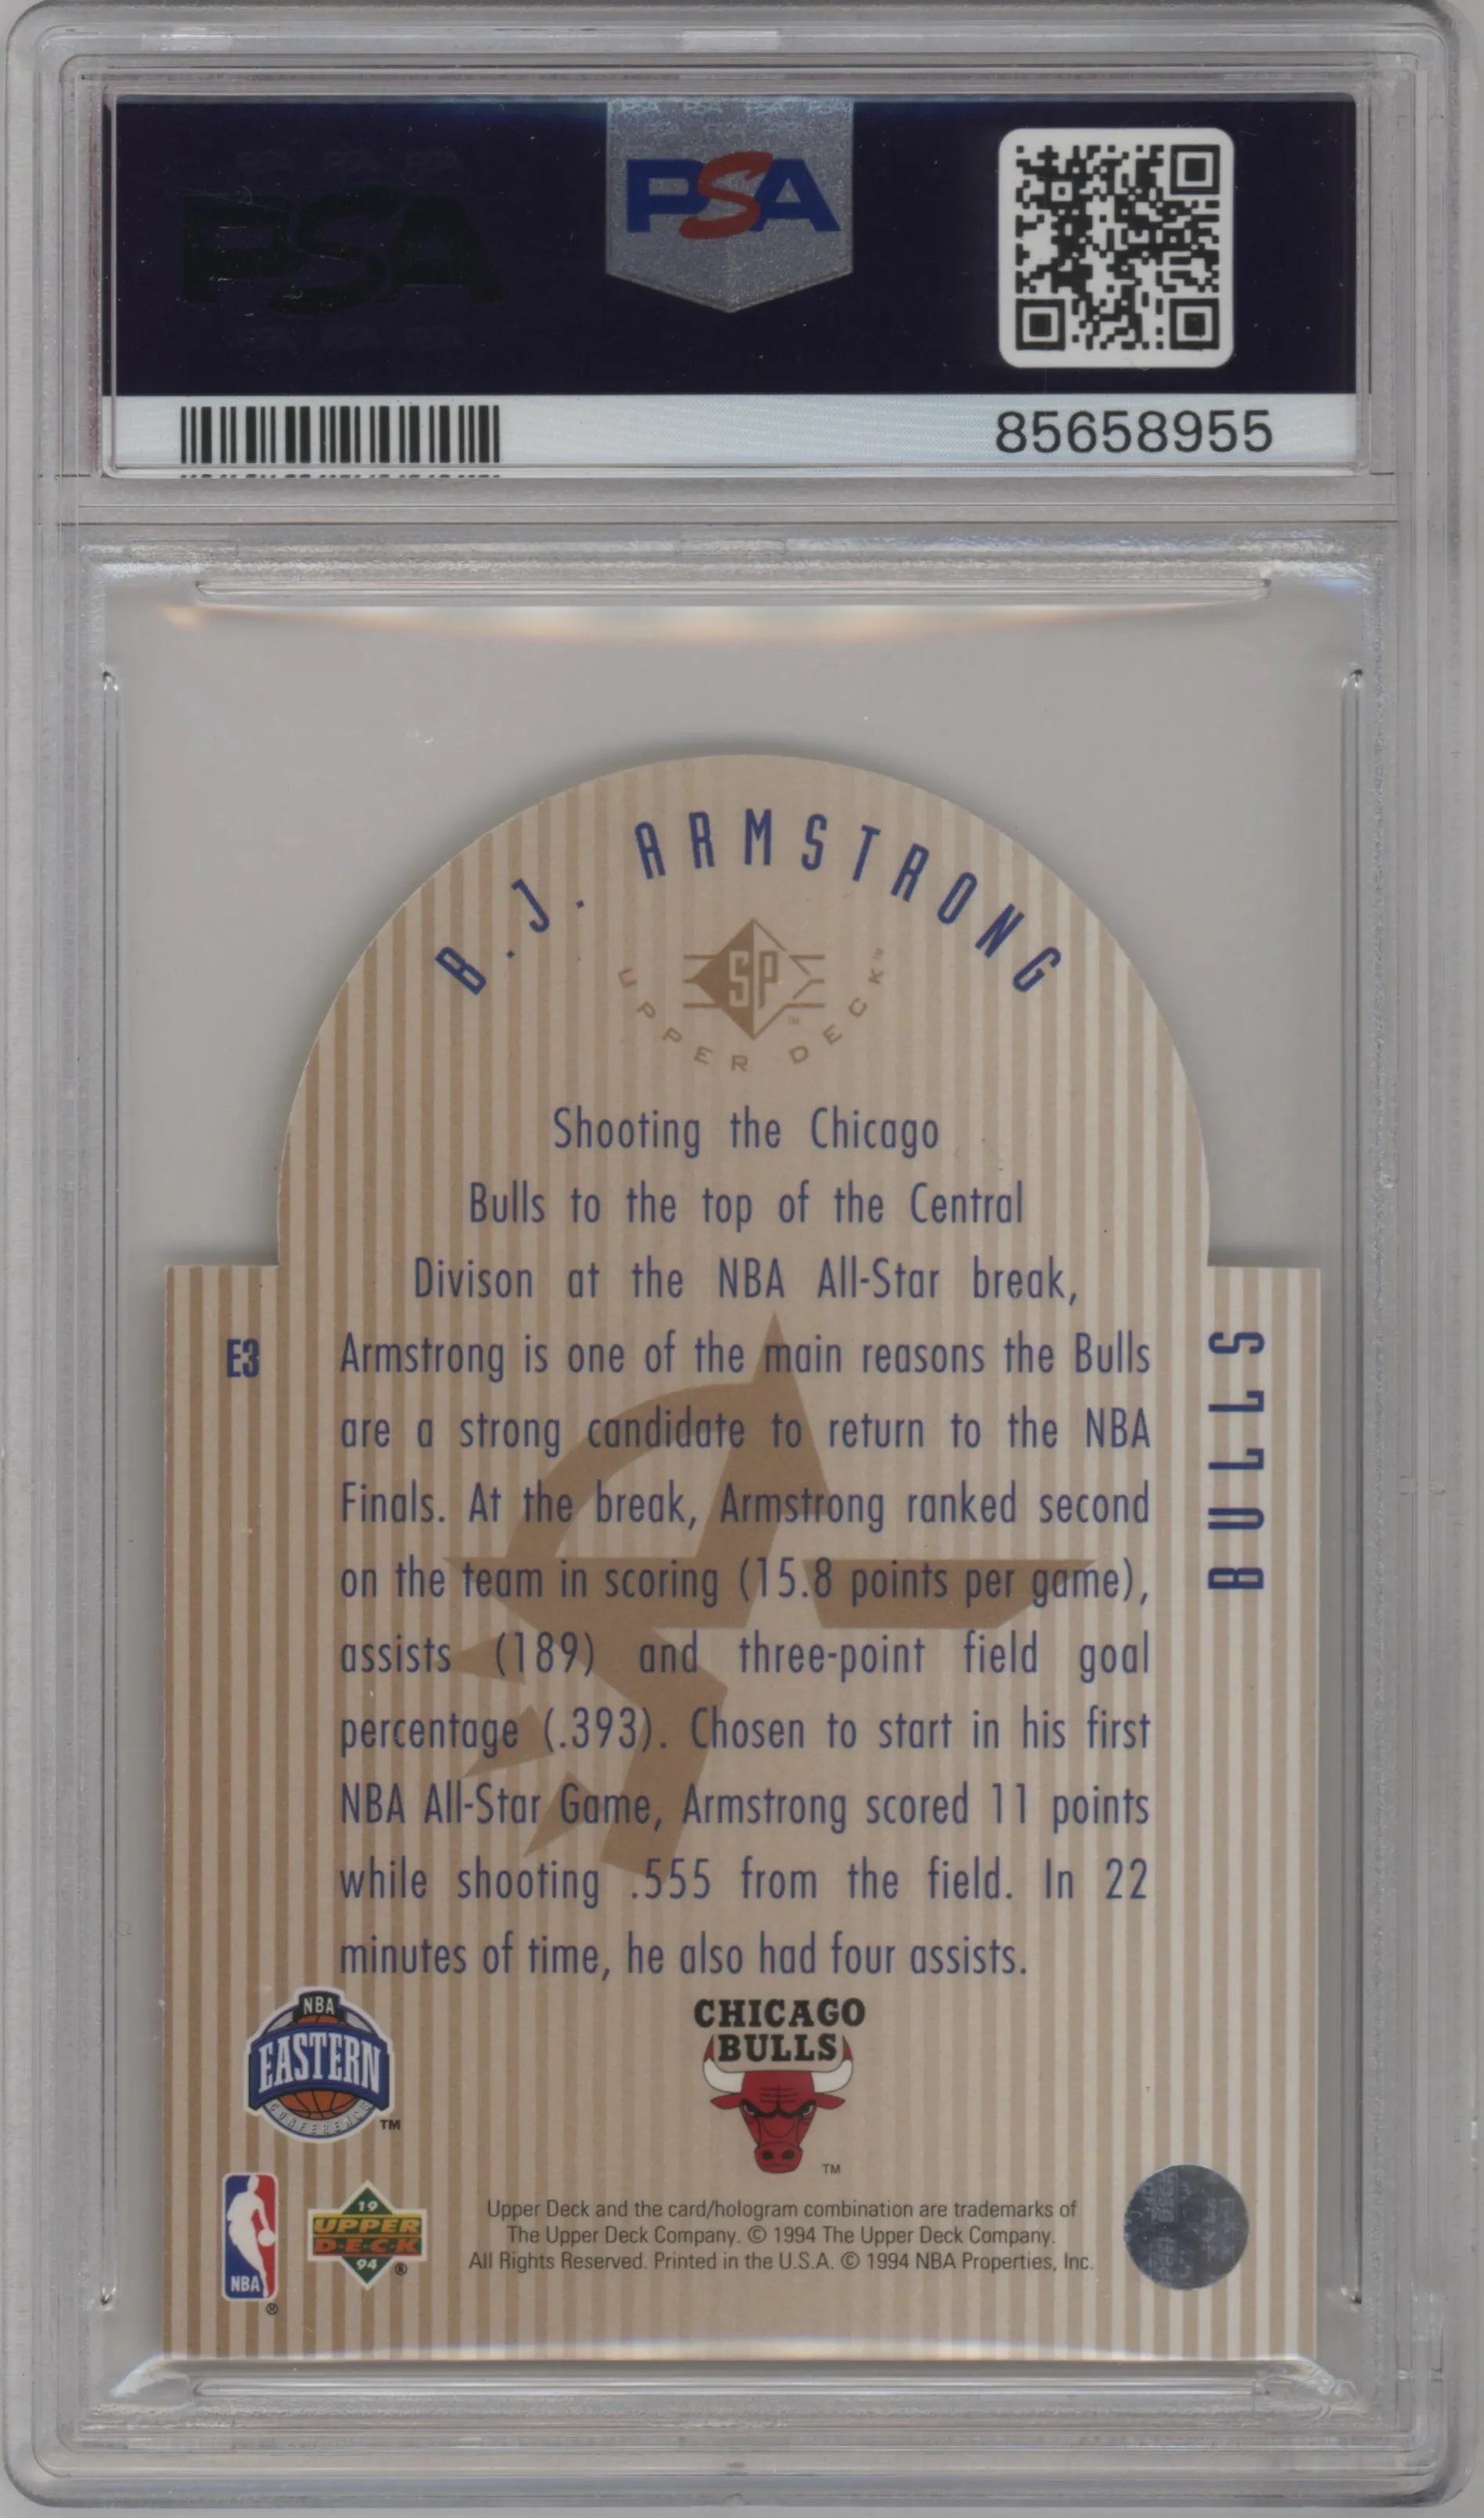 PSA
PSA
85658955
B.J. ARMSTRONG
SP
UPPER DECK™
Shooting the Chicago
Bulls to the top of the Central
Divison at the NBA All-Star break,
Armstrong is one of the main reasons the Bulls
are a strong candidate to return to the NBA
Finals. At the break, Armstrong ranked second
on the team in scoring (15.8 points per game),
assists (189) and three-point field goal
percentage (.393). Chosen to start in his first
NBA All-Star Game, Armstrong scored 11 points
while shooting .555 from the field. In 22
minutes of time, he also had four assists.
E3
BULLS
NBA
EASTERN
CONFERENCE
TM
CHICAGO
BULLS
TM
NBA
®
19
UPPER
D·E·C·K
94 ®
Upper Deck and the card/hologram combination are trademarks of
The Upper Deck Company. © 1994 The Upper Deck Company.
All Rights Reserved. Printed in the U.S.A. © 1994 NBA Properties, Inc.